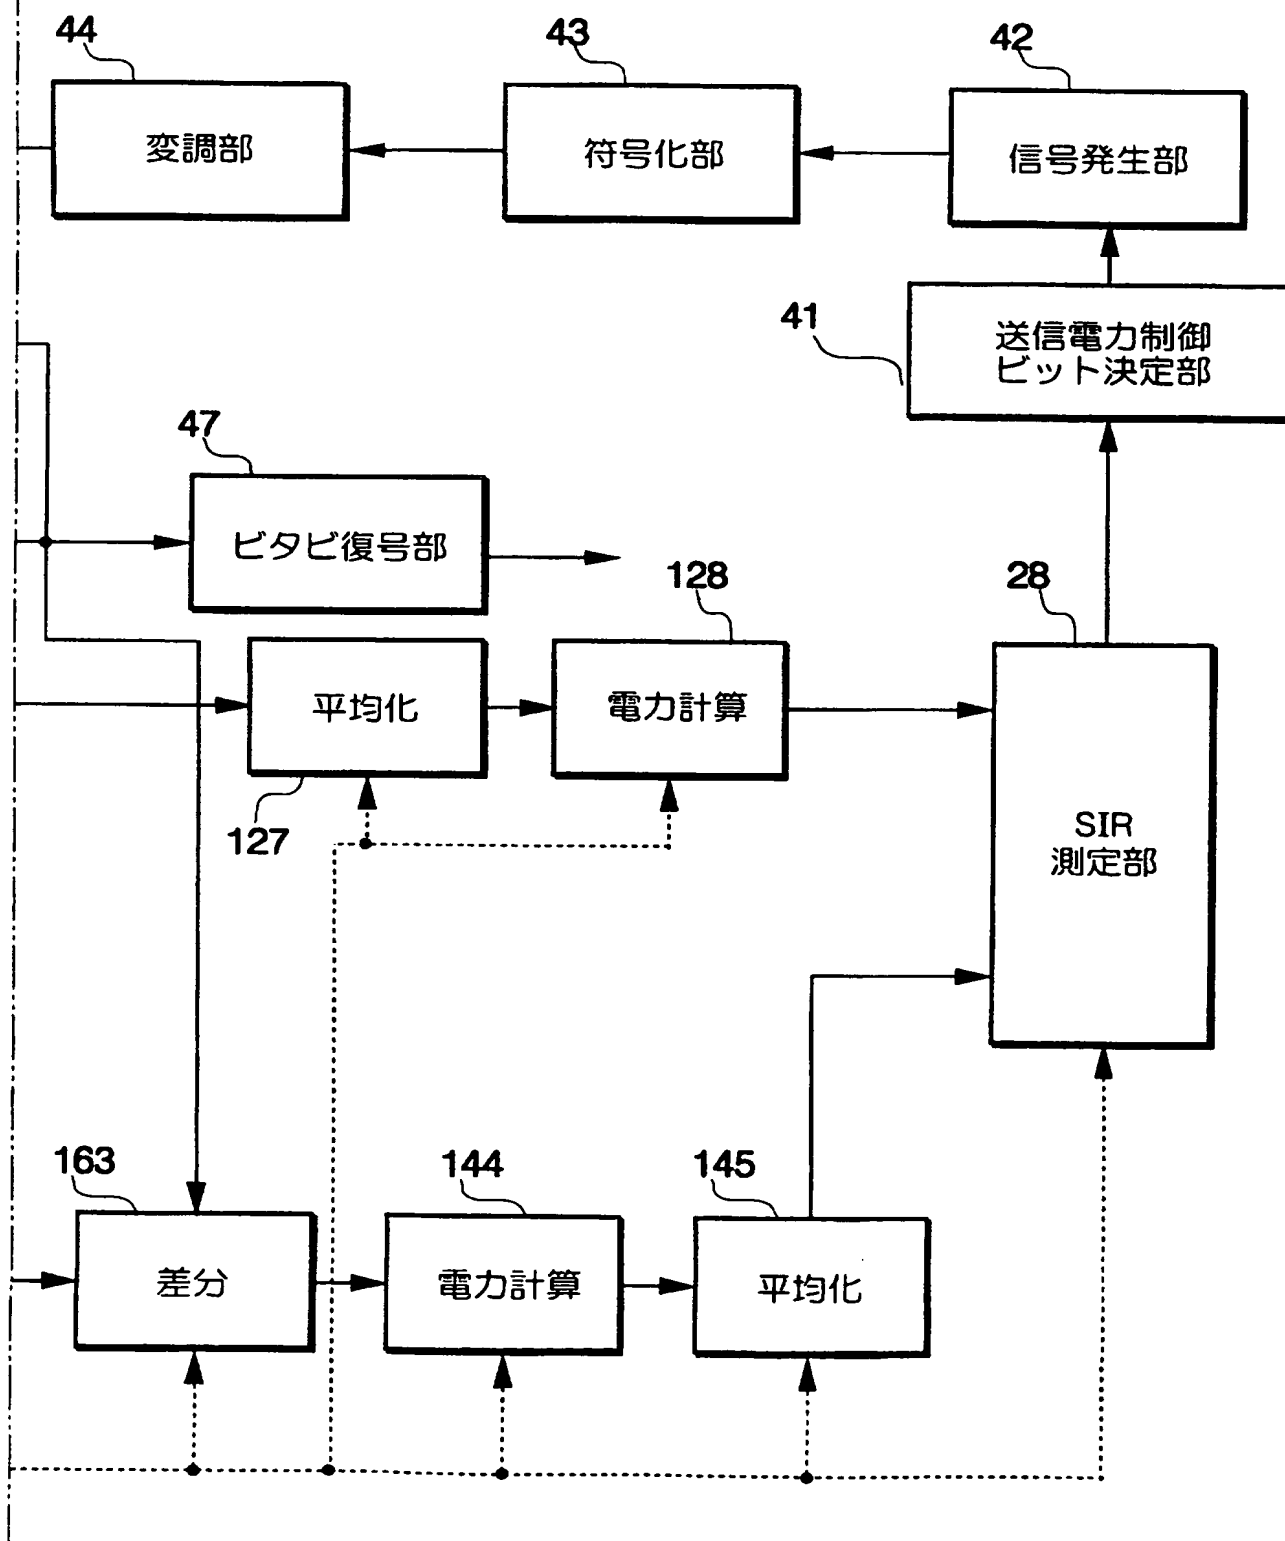 44
43
42
変調部
符号化部
信号発生部
41
送信電力制御
ビット決定部
47
ビタビ復号部
128
28
平均化
電力計算
127
SIR
測定部
163
144
145
差分
電力計算
平均化